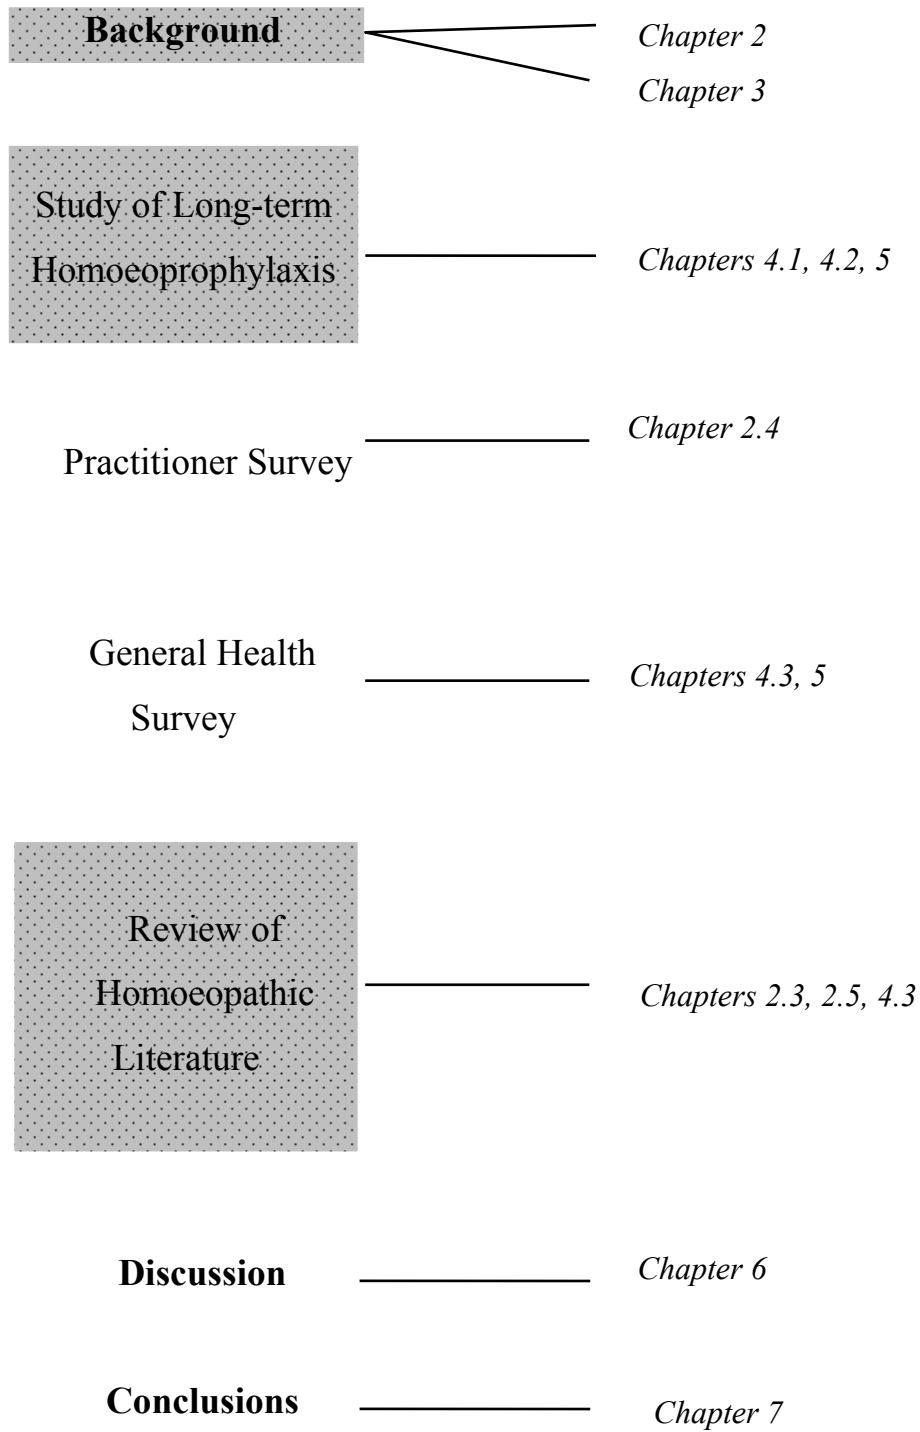 Background
Chapter 2
Chapter 3
Study of Long-term
Homoeoprophylaxis
Chapters 4.1, 4.2, 5
Practitioner Survey
Chapter 2.4
General Health
Survey
Chapters 4.3, 5
Review of
Homoeopathic
Literature
Chapters 2.3, 2.5, 4.3
Discussion
Chapter 6
Conclusions
Chapter 7